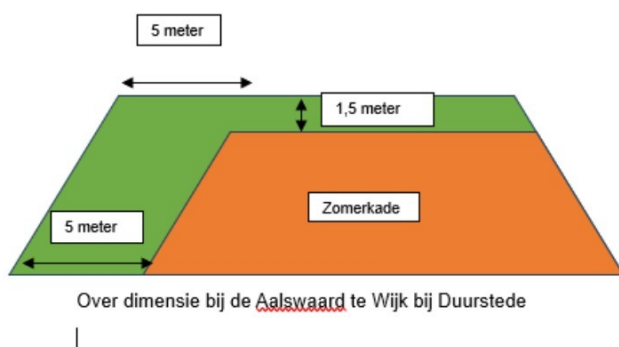 5 meter
1,5 meter
Zomerkade
5 meter
Over dimensie bij de Aalswaard te Wijk bij Duurstede